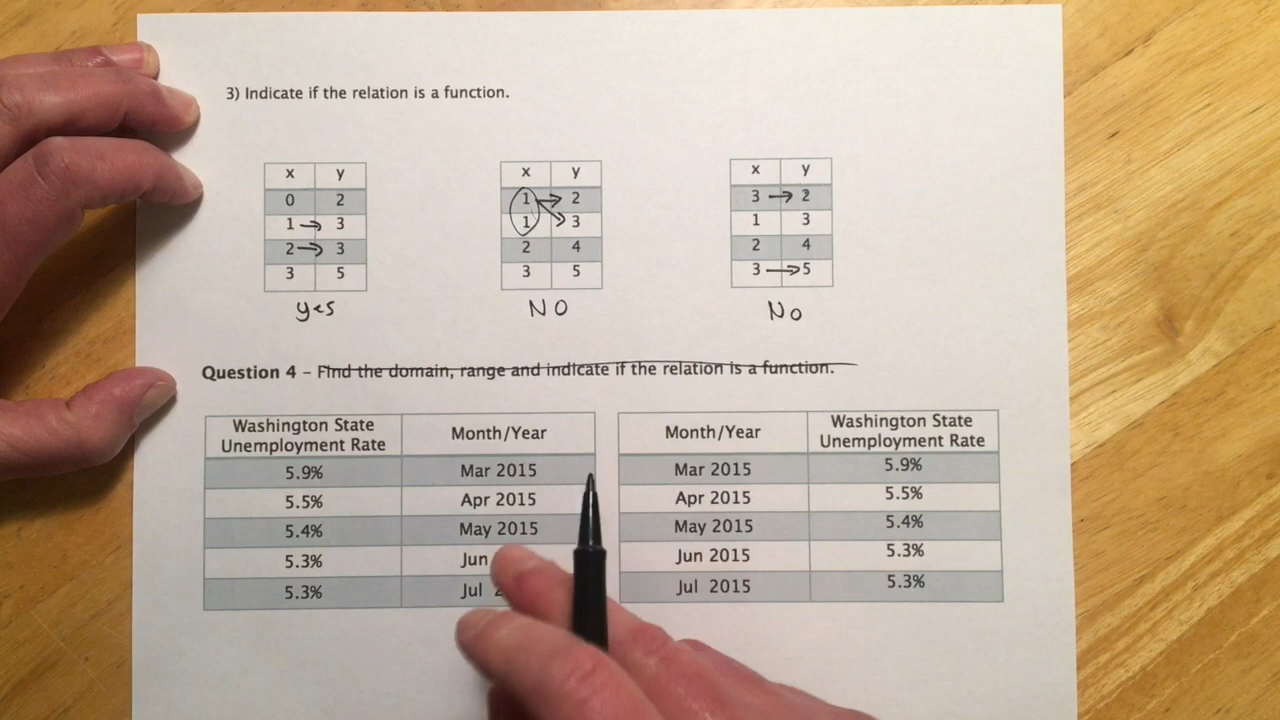 3) Indicate if the relation is a function.
x y
0 2
1 → 3
2 → 3
3 5
yes
x y
1 → 2
1 3
2 4
3 5
NO
x y
3 → 2
1 3
2 4
3 → 5
No
Question 4 – Find the domain, range and indicate if the relation is a function.
Washington State
Unemployment Rate
Month/Year
5.9% Mar 2015
5.5% Apr 2015
5.4% May 2015
5.3% Jun
5.3% Jul
Month/Year
Washington State
Unemployment Rate
Mar 2015 5.9%
Apr 2015 5.5%
May 2015 5.4%
Jun 2015 5.3%
Jul 2015 5.3%